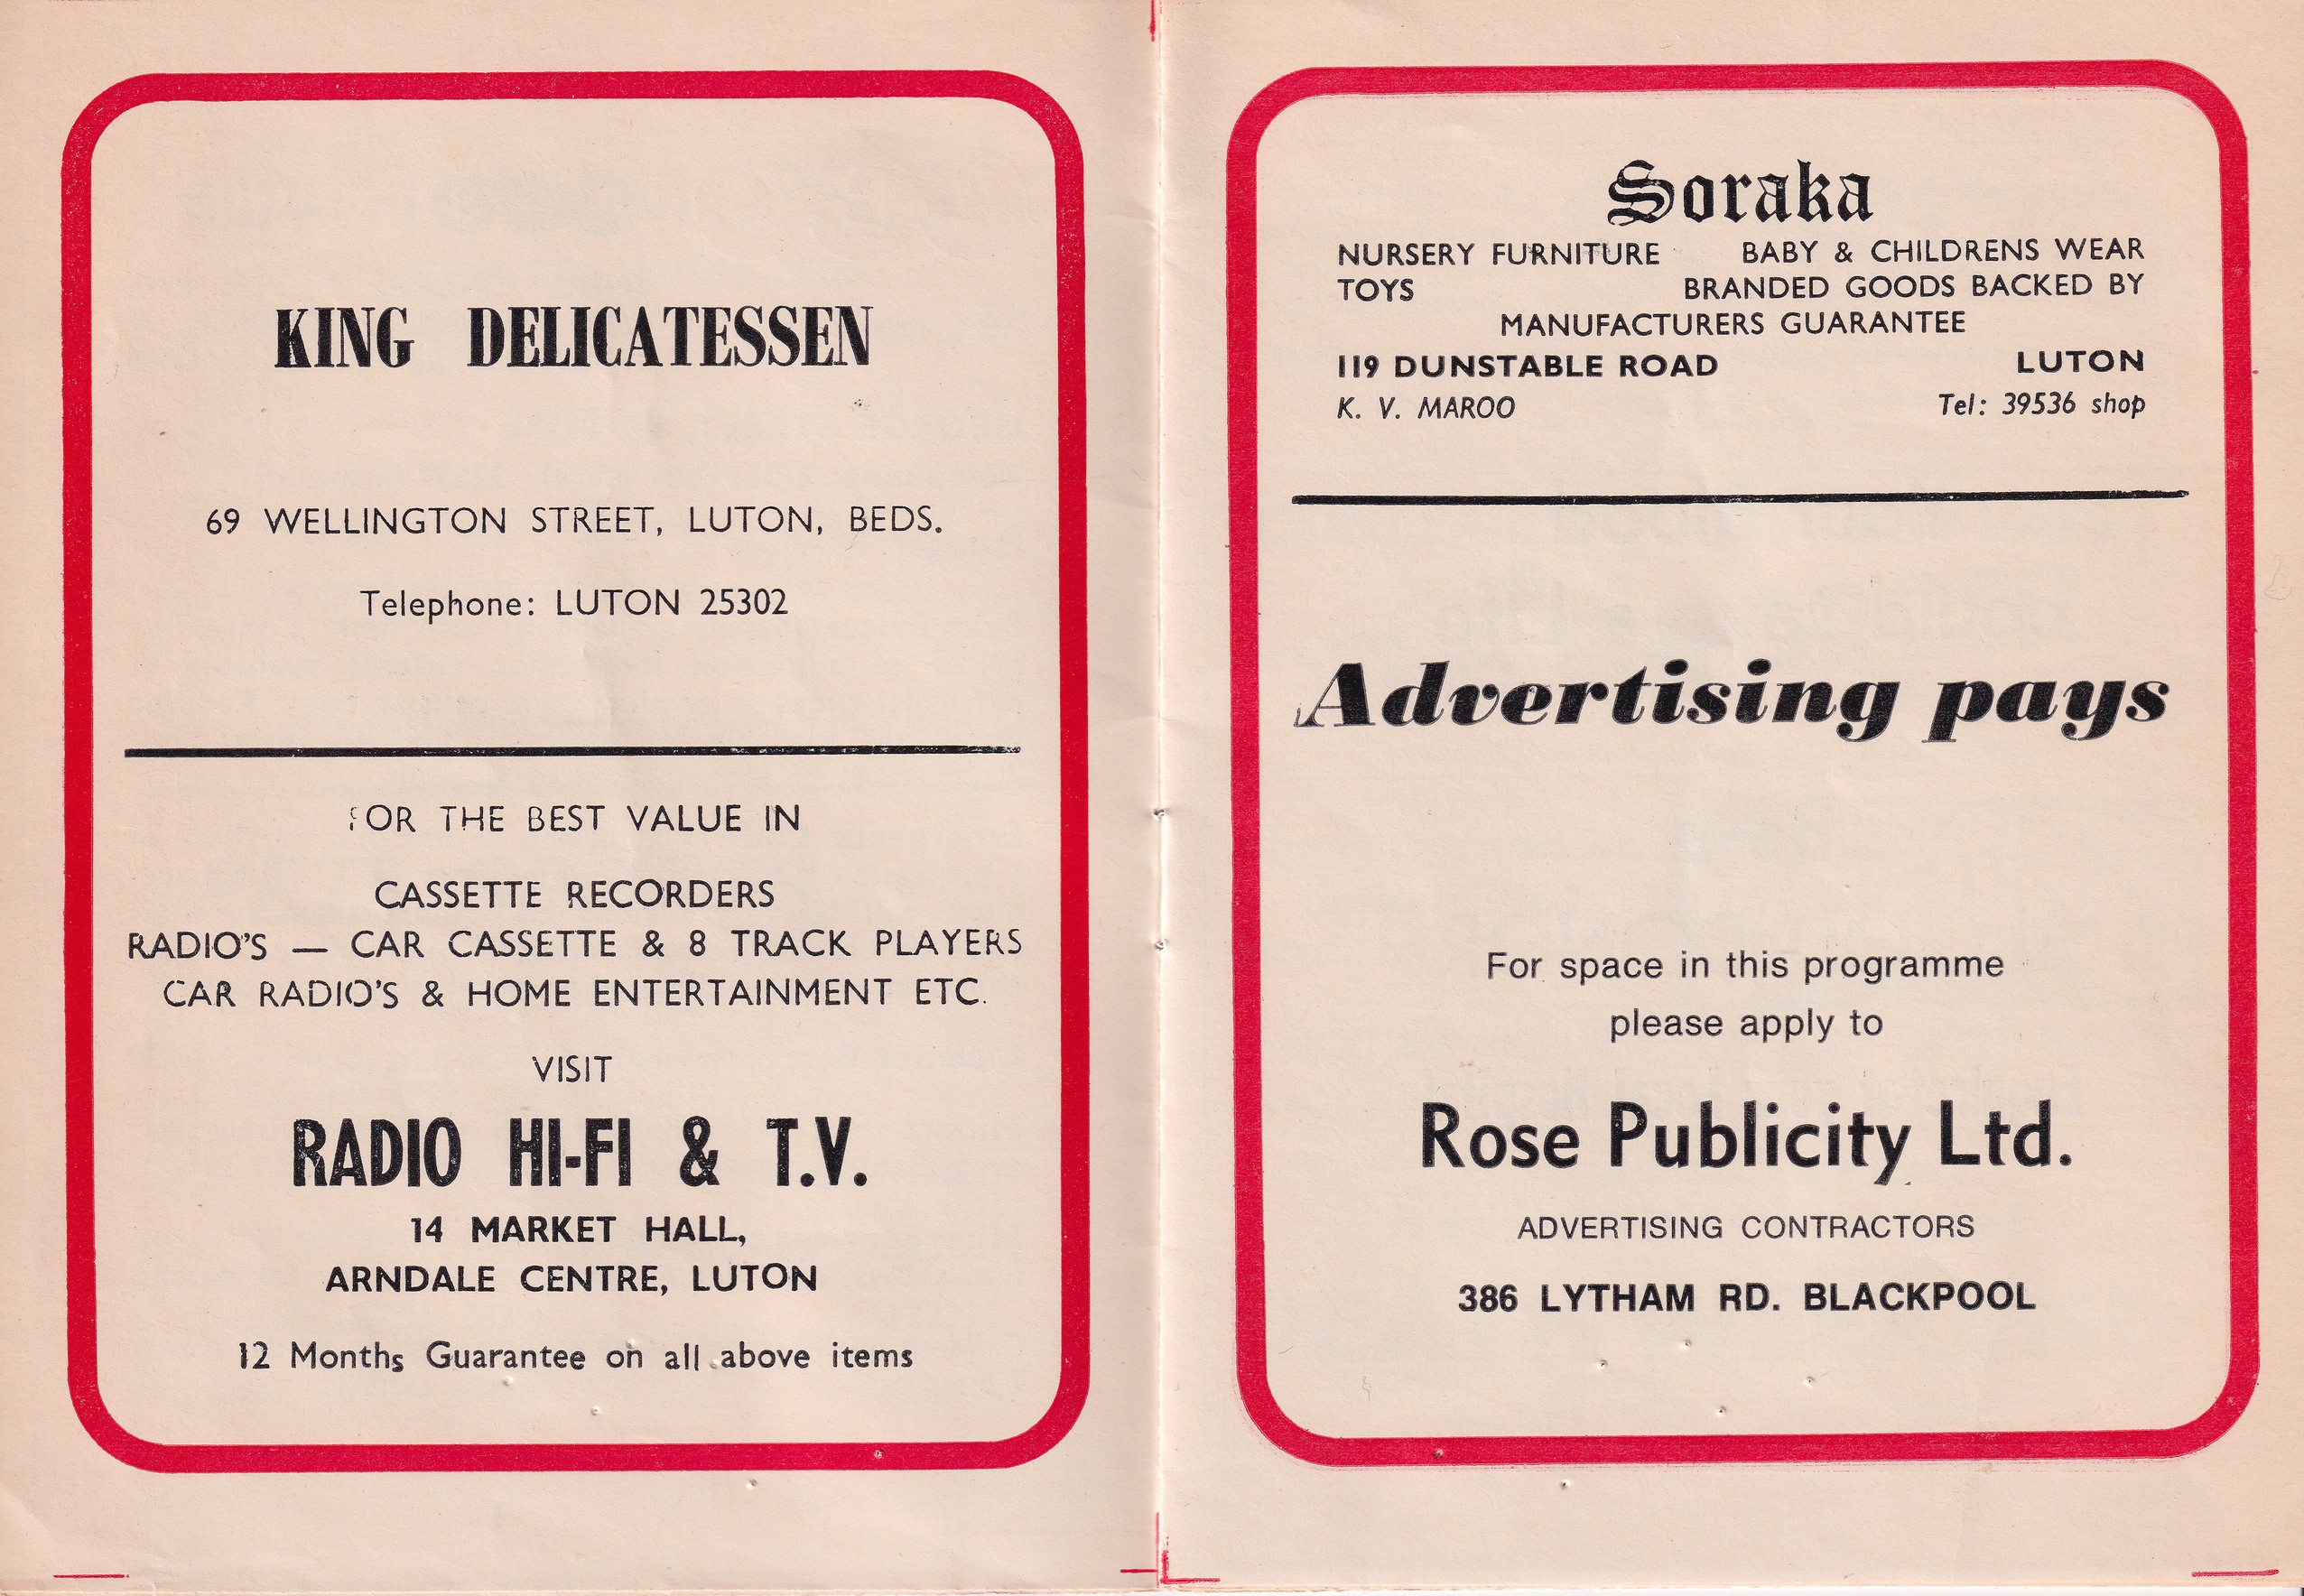 KING DELICATESSEN
69 WELLINGTON STREET, LUTON, BEDS.
Telephone: LUTON 25302
FOR THE BEST VALUE IN
CASSETTE RECORDERS
RADIO'S — CAR CASSETTE & 8 TRACK PLAYERS
CAR RADIO'S & HOME ENTERTAINMENT ETC.
VISIT
RADIO HI-FI & T.V.
14 MARKET HALL,
ARNDALE CENTRE, LUTON
12 Months Guarantee on all above items
Soraka
NURSERY FURNITURE BABY & CHILDRENS WEAR
TOYS BRANDED GOODS BACKED BY
MANUFACTURERS GUARANTEE
119 DUNSTABLE ROAD LUTON
K. V. MAROO Tel: 39536 shop
Advertising pays
For space in this programme
please apply to
Rose Publicity Ltd.
ADVERTISING CONTRACTORS
386 LYTHAM RD. BLACKPOOL